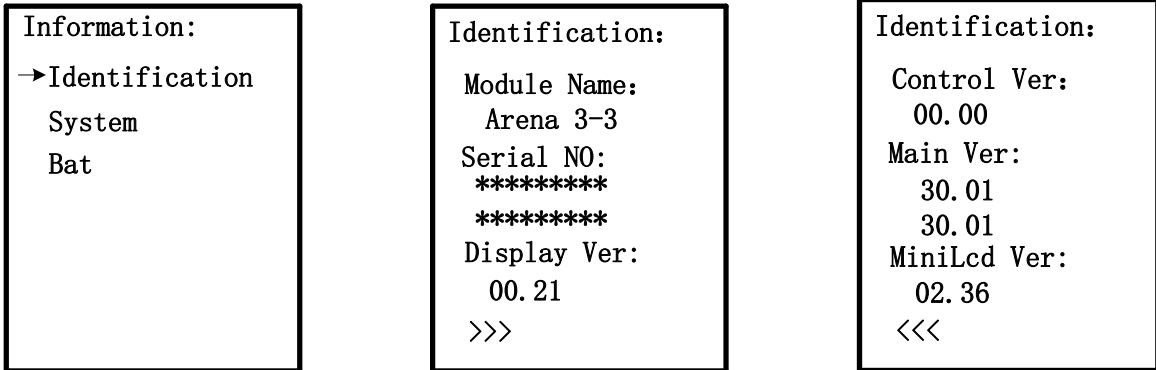 Information:
→Identification
System
Bat
Identification：
Module Name：
Arena 3-3
Serial NO:
*********
*********
Display Ver:
00.21
>>>
Identification：
Control Ver：
00.00
Main Ver:
30.01
30.01
MiniLcd Ver:
02.36
<<<